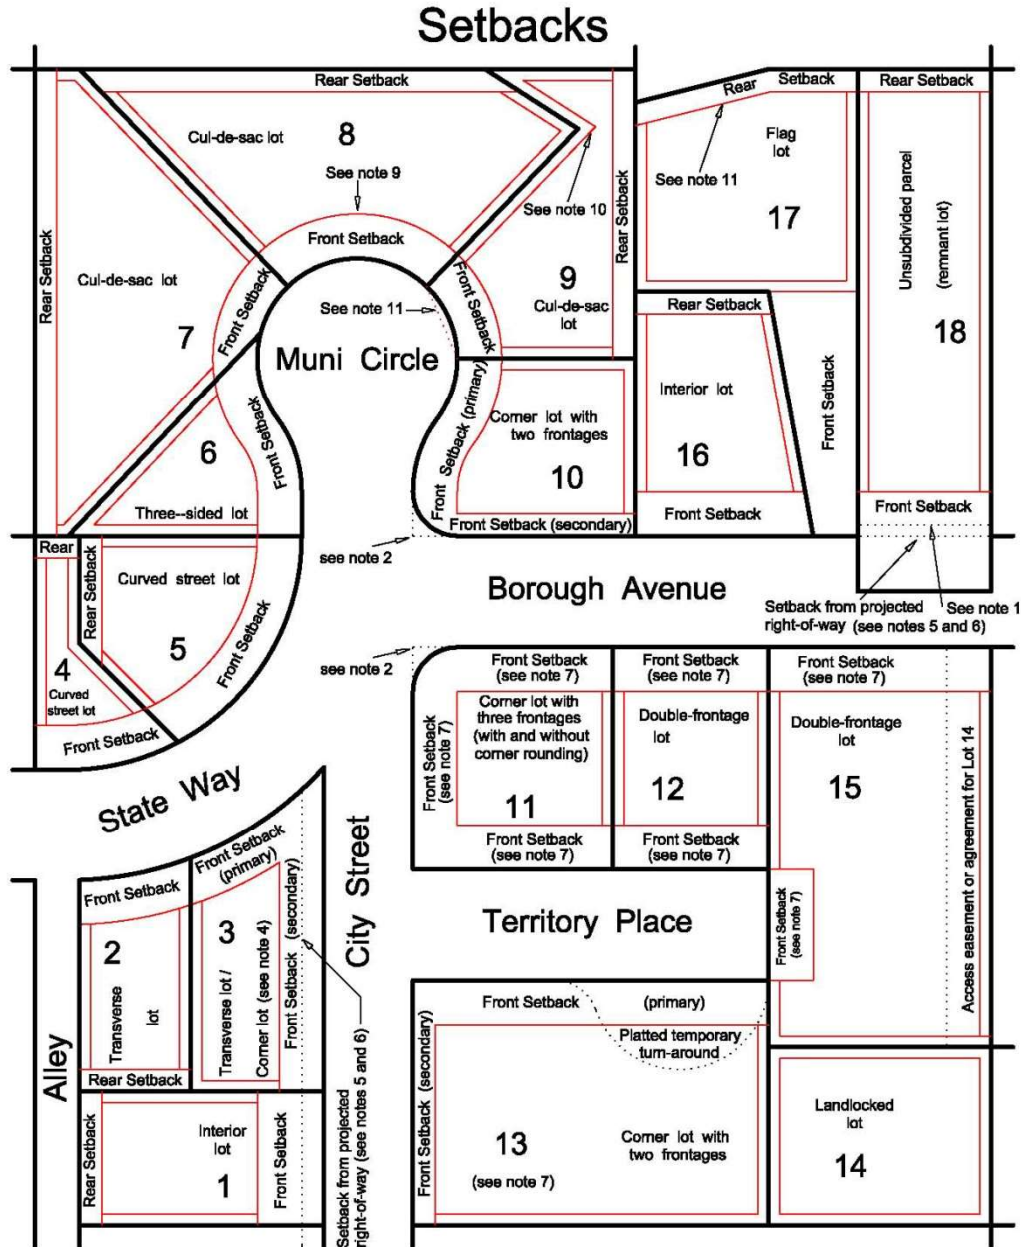 Setbacks
Rear Setback
Rear
Setback
Rear Setback
Cul-de-sac lot
8
See note 9
Front Setback
See note 10
Rear Setback
Flag
lot
See note 11
17
Unsubdivided parcel
(remnant lot)
18
Rear Setback
Cul-de-sac lot
7
Front Setback
See note 11
Muni Circle
Front Setback
9
Cul-de-sac
lot
Rear Setback
Interior lot
16
Front Setback
Front Setback
Front Setback
6
Three--sided lot
Front Setback
Front Setback (primary)
Corner lot with
two frontages
10
Front Setback (secondary)
see note 2
Borough Avenue
Setback from projected
right-of-way (see notes 5 and 6)
See note 1
Rear
Rear Setback
Curved street lot
5
Front Setback
4
Curved
street lot
Front Setback
see note 2
Front Setback
(see note 7)
Front Setback
(see note 7)
Front Setback
(see note 7)
Front Setback
(see note 7)
Corner lot with
three frontages
(with and without
corner rounding)
11
Front Setback
(see note 7)
Double-frontage
lot
12
Front Setback
(see note 7)
Double-frontage
lot
15
Front Setback
(see note 7)
Access easement or agreement for Lot 14
State Way
City Street
Territory Place
Front Setback
2
Transverse
lot
Rear Setback
Front Setback
(primary)
3
Transverse lot /
Corner lot (see note 4)
Front Setback (secondary)
Alley
Rear Setback
Interior
lot
1
Front Setback
Setback from projected
right-of-way (see notes 5 and 6)
Front Setback (primary)
Platted temporary
turn-around
Front Setback (secondary)
13
(see note 7)
Corner lot with
two frontages
Landlocked
lot
14